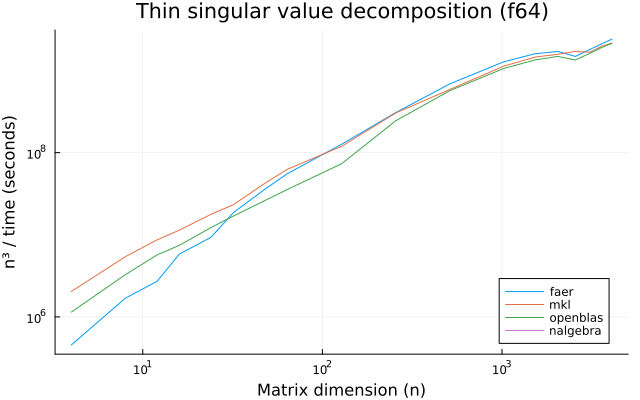 Thin singular value decomposition (f64)
n³ / time (seconds)
10⁸
10⁶
faer
mkl
openblas
nalgebra
10¹
10²
10³
Matrix dimension (n)